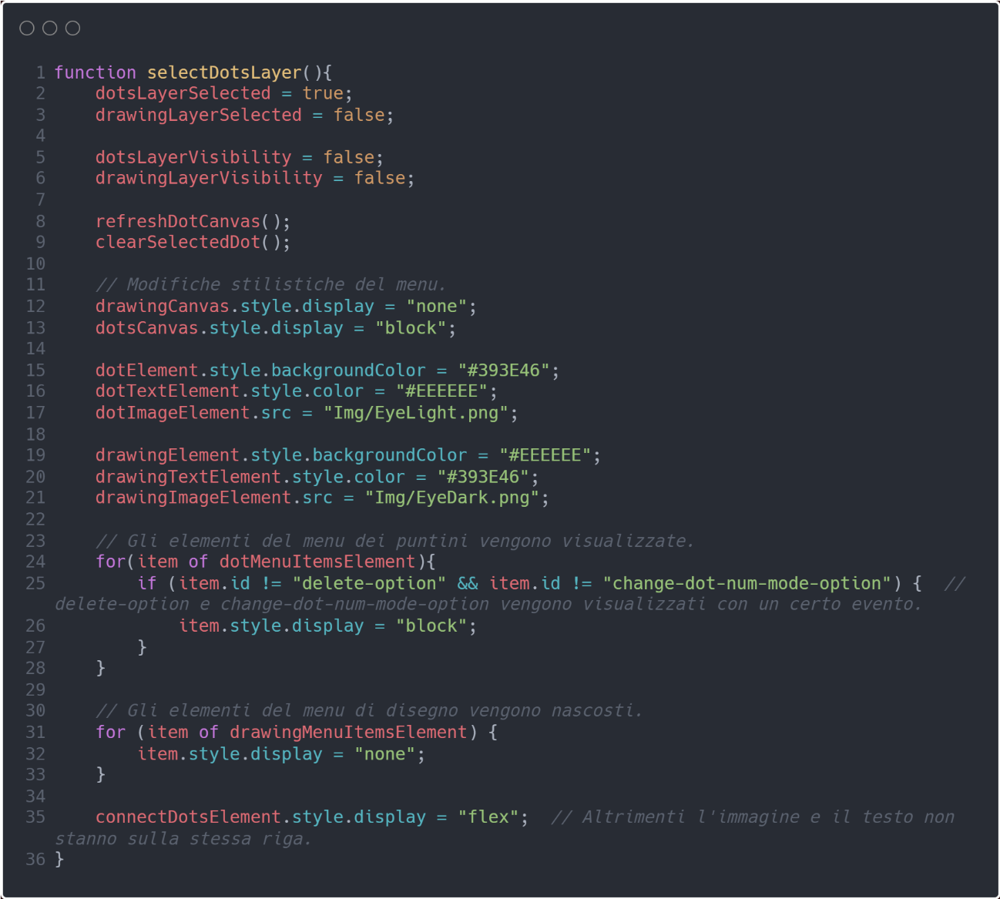 1 function selectDotsLayer(){
2     dotsLayerSelected = true;
3     drawingLayerSelected = false;
4
5     dotsLayerVisibility = false;
6     drawingLayerVisibility = false;
7
8     refreshDotCanvas();
9     clearSelectedDot();
10
11     // Modifiche stilistiche del menu.
12     drawingCanvas.style.display = "none";
13     dotsCanvas.style.display = "block";
14
15     dotElement.style.backgroundColor = "#393E46";
16     dotTextElement.style.color = "#EEEEEE";
17     dotImageElement.src = "Img/EyeLight.png";
18
19     drawingElement.style.backgroundColor = "#EEEEEE";
20     drawingTextElement.style.color = "#393E46";
21     drawingImageElement.src = "Img/EyeDark.png";
22
23     // Gli elementi del menu dei puntini vengono visualizzate.
24     for(item of dotMenuItemsElement){
25         if (item.id != "delete-option" && item.id != "change-dot-num-mode-option") {  //
delete-option e change-dot-num-mode-option vengono visualizzati con un certo evento.
26             item.style.display = "block";
27         }
28     }
29
30     // Gli elementi del menu di disegno vengono nascosti.
31     for (item of drawingMenuItemsElement) {
32         item.style.display = "none";
33     }
34
35     connectDotsElement.style.display = "flex";  // Altrimenti l'immagine e il testo non
stanno sulla stessa riga.
36 }